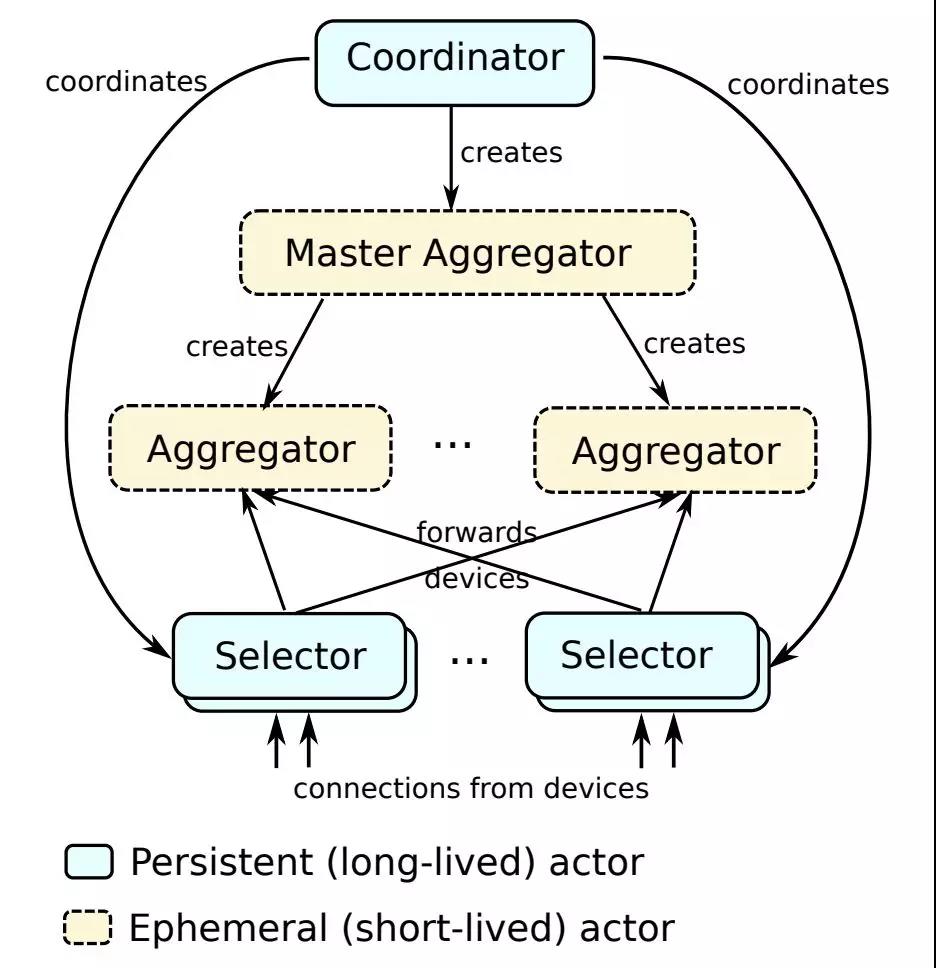 Coordinator
coordinates
coordinates
creates
Master Aggregator
creates
creates
Aggregator
...
Aggregator
forwards
devices
Selector
...
Selector
connections from devices
Persistent (long-lived) actor
Ephemeral (short-lived) actor